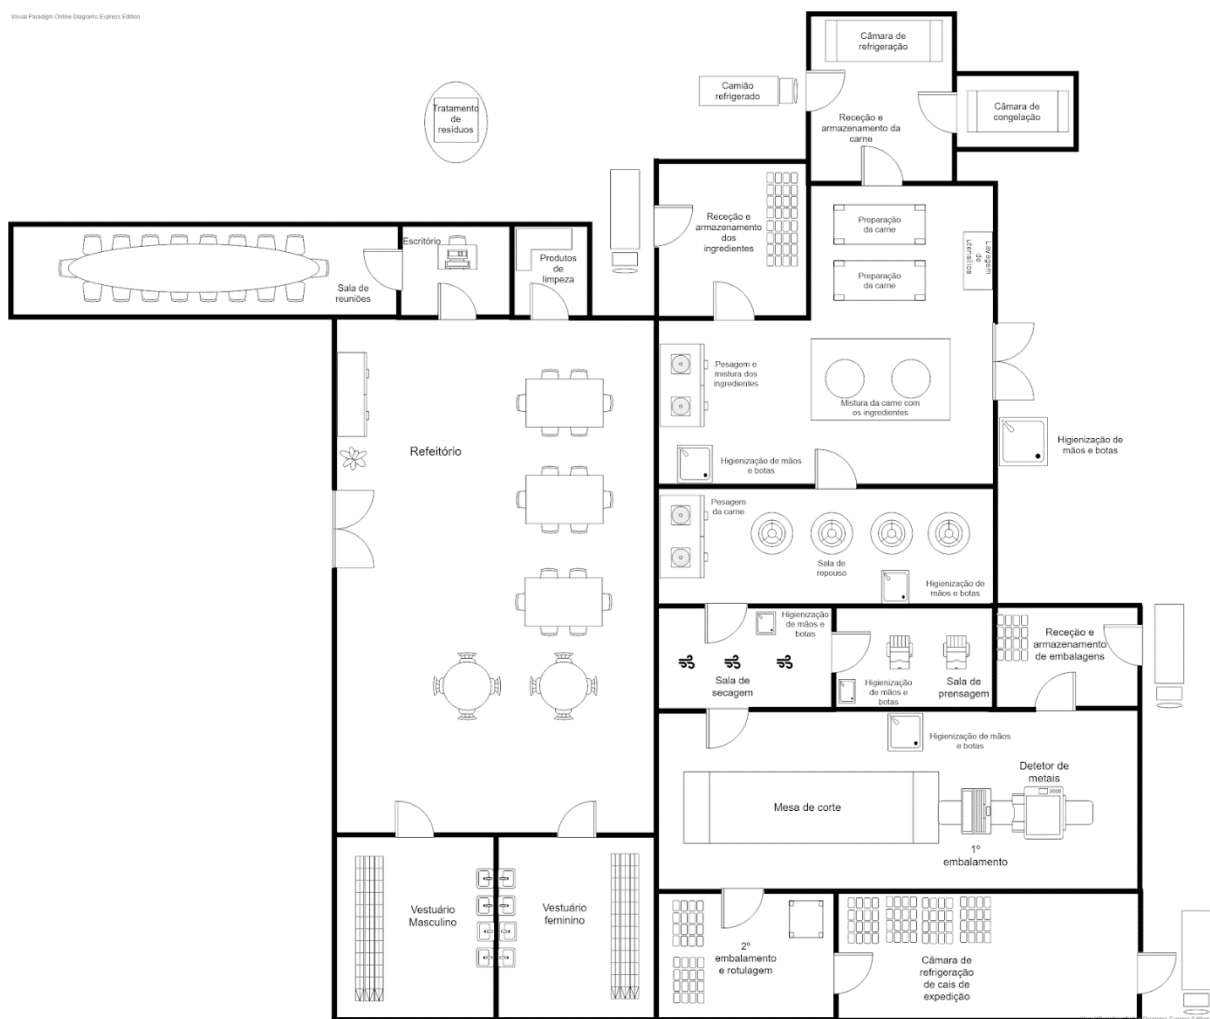 Visual Paradigm Online Diagrams Express Edition
Câmara de
refrigeração
Camião
refrigerado
Câmara de
congelação
Receção e
armazenamento da
carne
Tratamento
de
resíduos
Receção e
armazenamento
dos
ingredientes
Preparação
da carne
Lavagem
de
utensílios
Preparação
da carne
Escritório
Produtos
de
limpeza
Sala de
reuniões
Pesagem e
mistura dos
ingredientes
Mistura da carne com
os ingredientes
Refeitório
Higienização de mãos
e botas
Higienização de
mãos e botas
Pesagem
da carne
Sala de
repouso
Higienização de
mãos e botas
Higienização
de mãos e
botas
Sala de
secagem
Higienização
de mãos e
botas
Sala de
prensagem
Receção e
armazenamento
de embalagens
Higienização de mãos
e botas
Detetor de
metais
Mesa de corte
1º
embalamento
Vestuário
Masculino
Vestuário
feminino
2º
embalamento
e rotulagem
Câmara de
refrigeração
de cais de
expedição